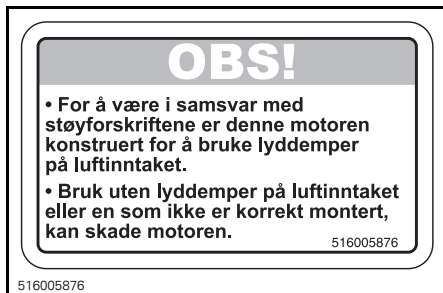 OBS!
• For å være i samsvar med
støyforskriftene er denne motoren
konstruert for å bruke lyddemper
på luftinntaket.
• Bruk uten lyddemper på luftinntaket
eller en som ikke er korrekt montert,
kan skade motoren.
516005876
516005876